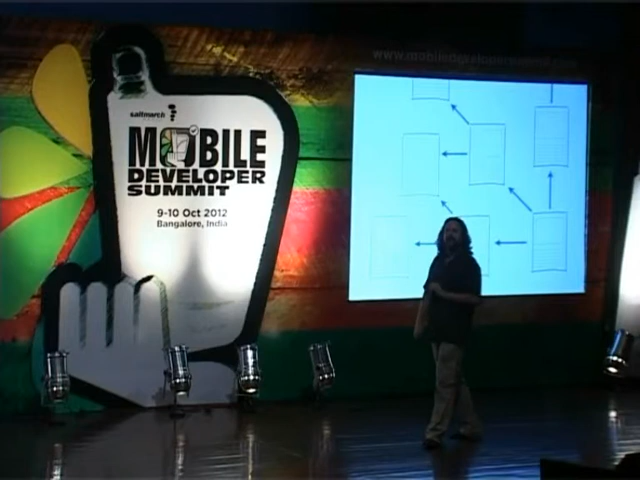 saltmarch
MOBILE
DEVELOPER
SUMMIT
9-10 Oct 2012
Bangalore, India